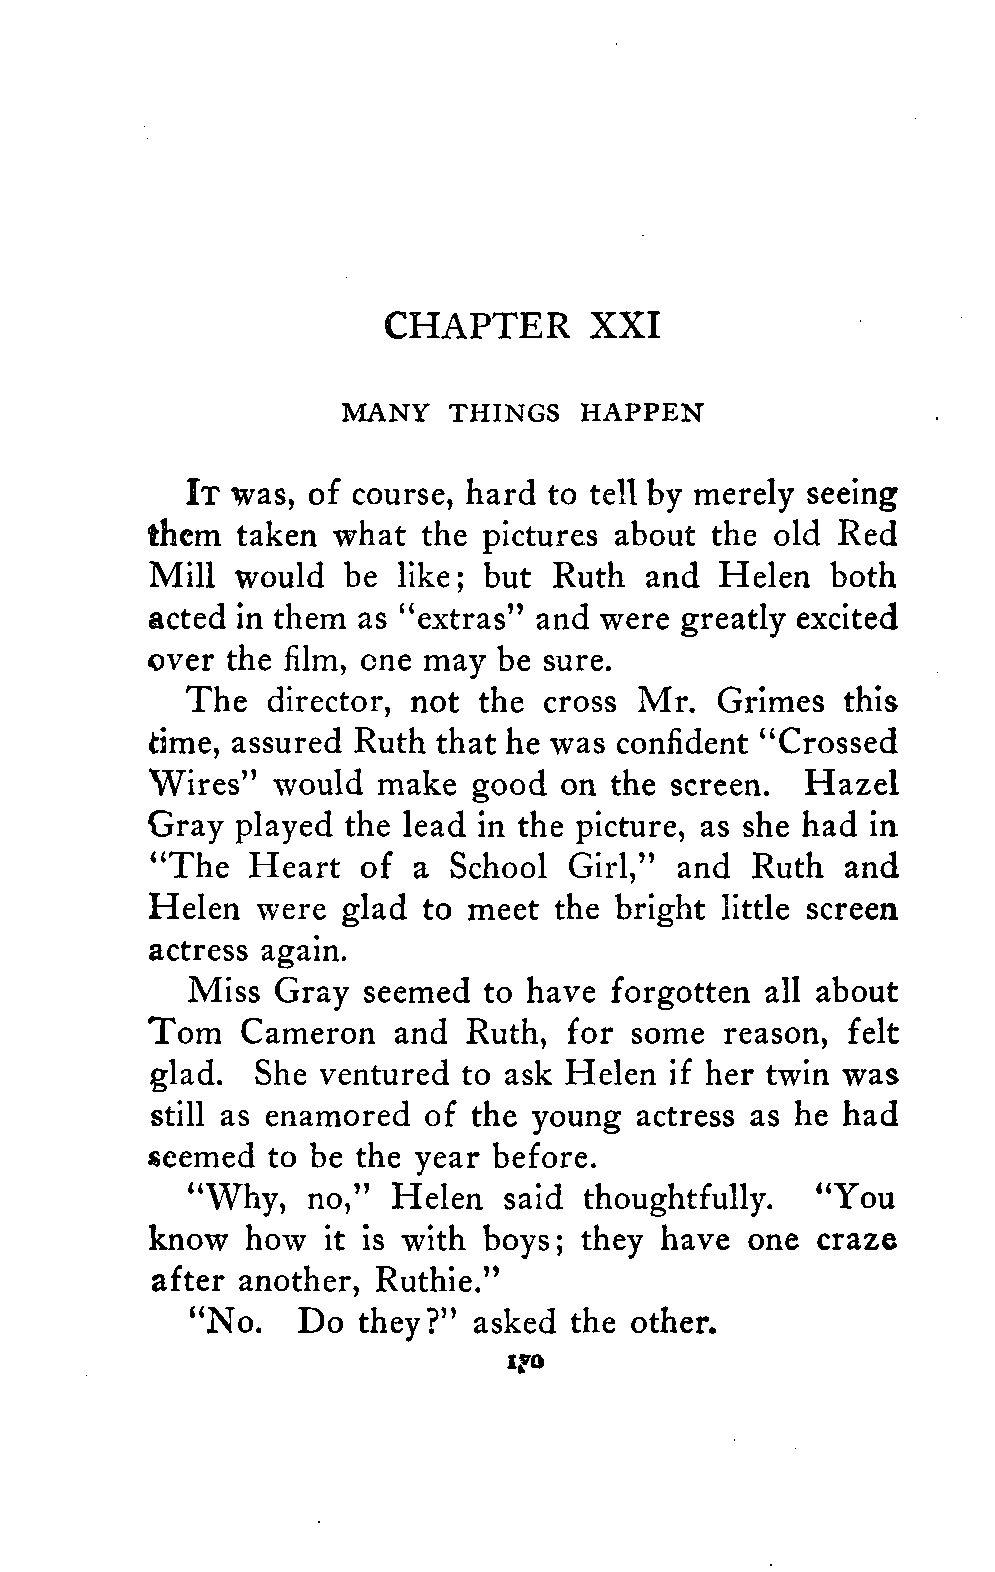 CHAPTER XXI
MANY THINGS HAPPEN
IT was, of course, hard to tell by merely seeing
them taken what the pictures about the old Red
Mill would be like; but Ruth and Helen both
acted in them as “extras” and were greatly excited
over the film, one may be sure.
The director, not the cross Mr. Grimes this
time, assured Ruth that he was confident “Crossed
Wires” would make good on the screen. Hazel
Gray played the lead in the picture, as she had in
“The Heart of a School Girl,” and Ruth and
Helen were glad to meet the bright little screen
actress again.
Miss Gray seemed to have forgotten all about
Tom Cameron and Ruth, for some reason, felt
glad. She ventured to ask Helen if her twin was
still as enamored of the young actress as he had
seemed to be the year before.
“Why, no,” Helen said thoughtfully. “You
know how it is with boys; they have one craze
after another, Ruthie.”
“No. Do they?” asked the other.
170